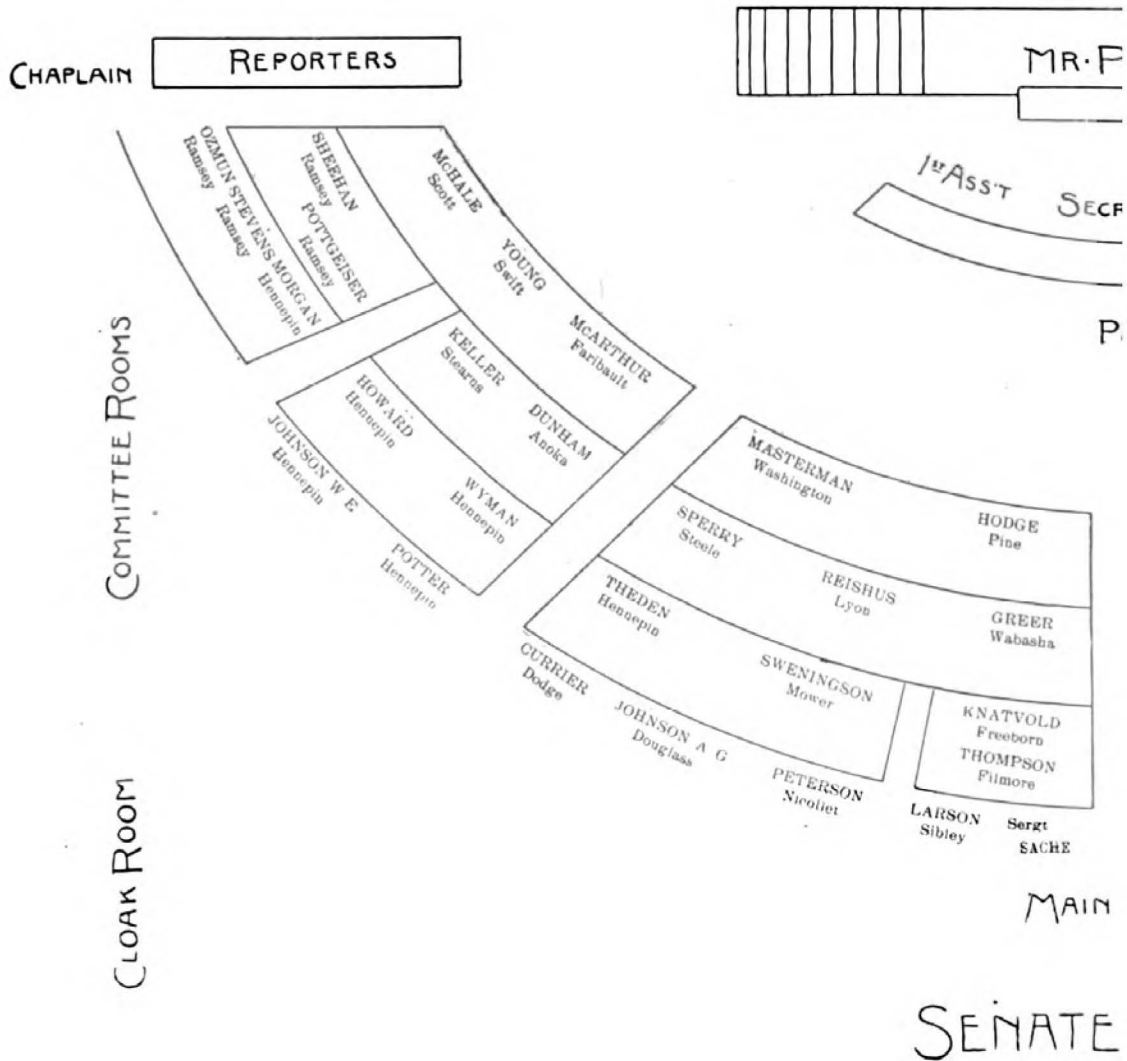 CHAPLAIN
REPORTERS
MR. P
1ST ASS'T SECR
P
COMMITTEE ROOMS
CLOAK ROOM
OZMUN
Ramsey
STEVENS
Ramsey
MORGAN
Hennepin
SHEEHAN
Ramsey
POTTGEISER
Ramsey
McHALE
Scott
YOUNG
Swift
McARTHUR
Faribault
KELLER
Stearns
DUNHAM
Anoka
HOWARD
Hennepin
WYMAN
Hennepin
JOHNSON W E
Hennepin
POTTER
Hennepin
MASTERMAN
Washington
HODGE
Pine
SPERRY
Steele
REISHUS
Lyon
GREER
Wabasha
THEDEN
Hennepin
SWENINGSON
Mower
KNATVOLD
Freeborn
THOMPSON
Filmore
CURRIER
Dodge
JOHNSON A G
Douglass
PETERSON
Nicollet
LARSON
Sibley
Sergt
SACHE
MAIN
SENATE